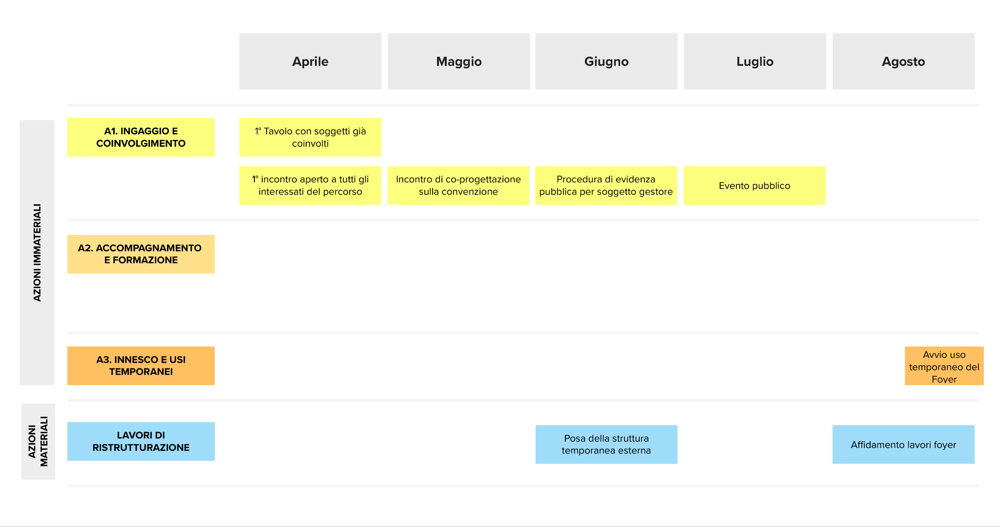 Aprile
Maggio
Giugno
Luglio
Agosto
AZIONI IMMATERIALI
A1. INGAGGIO E
COINVOLGIMENTO
1° Tavolo con soggetti già
coinvolti
1° incontro aperto a tutti gli
interessati del percorso
Incontro di co-progettazione
sulla convenzione
Procedura di evidenza
pubblica per soggetto gestore
Evento pubblico
A2. ACCOMPAGNAMENTO
E FORMAZIONE
A3. INNESCO E USI
TEMPORANEI
Avvio uso
temporaneo del
Foyer
AZIONI
MATERIALI
LAVORI DI
RISTRUTTURAZIONE
Posa della struttura
temporanea esterna
Affidamento lavori foyer